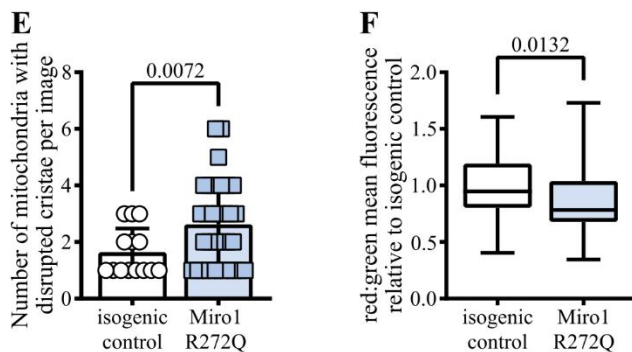 E
Number of mitochondria with
disrupted cristae per image
8
6
4
2
0
0.0072
isogenic
control
Miro1
R272Q
F
red:green mean fluorescence
relative to isogenic control
2.0
1.5
1.0
0.5
0.0
0.0132
isogenic
control
Miro1
R272Q